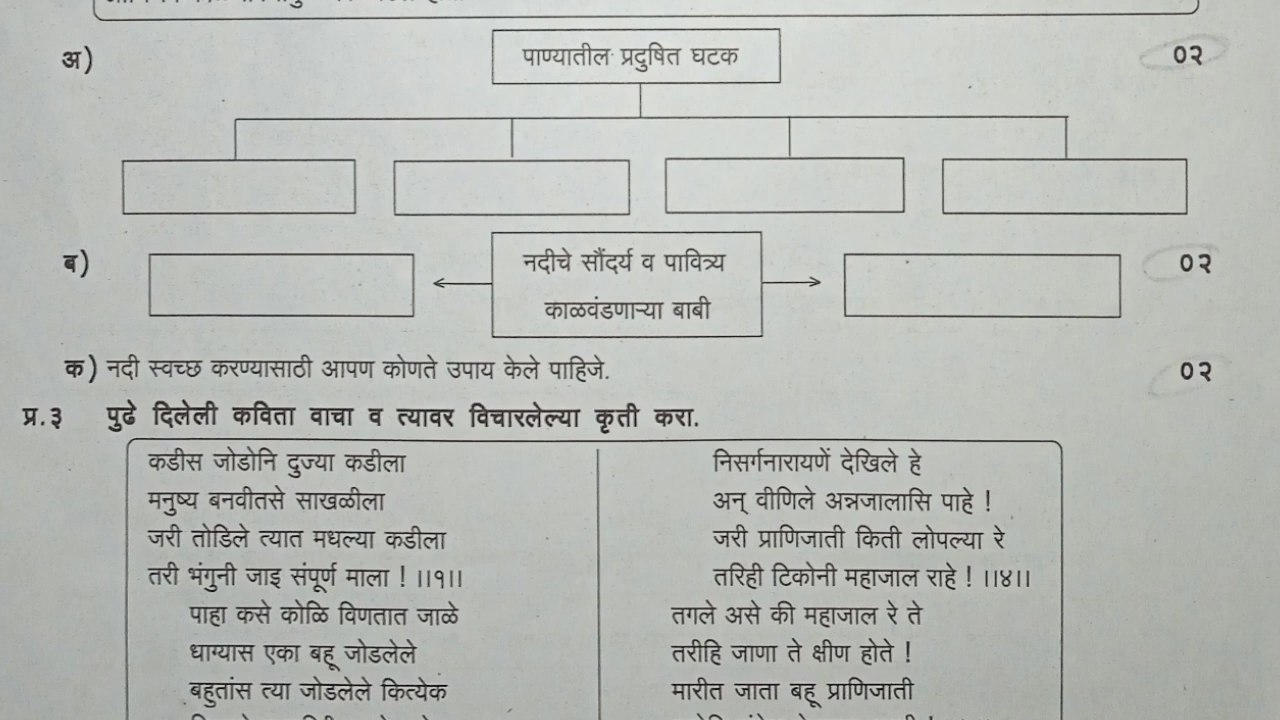 अ)
पाण्यातील प्रदुषित घटक
०२
ब)
नदीचे सौंदर्य व पावित्र्य
काळवंडणाऱ्या बाबी
०२
क) नदी स्वच्छ करण्यासाठी आपण कोणते उपाय केले पाहिजे.
०२
प्र.३ पुढे दिलेली कविता वाचा व त्यावर विचारलेल्या कृती करा.
कडीस जोडोनि दुज्या कडीला
मनुष्य बनवीतसे साखळीला
जरी तोडिले त्यात मधल्या कडीला
तरी भंगुनी जाइ संपूर्ण माला ! ।।१।।
पाहा कसे कोळि विणतात जाळे
धाग्यास एका बहू जोडलेले
बहुतांस त्या जोडलेले कित्येक
निसर्गनारायणें देखिले हे
अन् वीणिले अन्नजालासि पाहे !
जरी प्राणिजाती किती लोपल्या रे
तरिही टिकोनी महाजाल राहे ! ।।४।।
तगले असे की महाजाल रे ते
तरीहि जाणा ते क्षीण होते !
मारीत जाता बहू प्राणिजाती